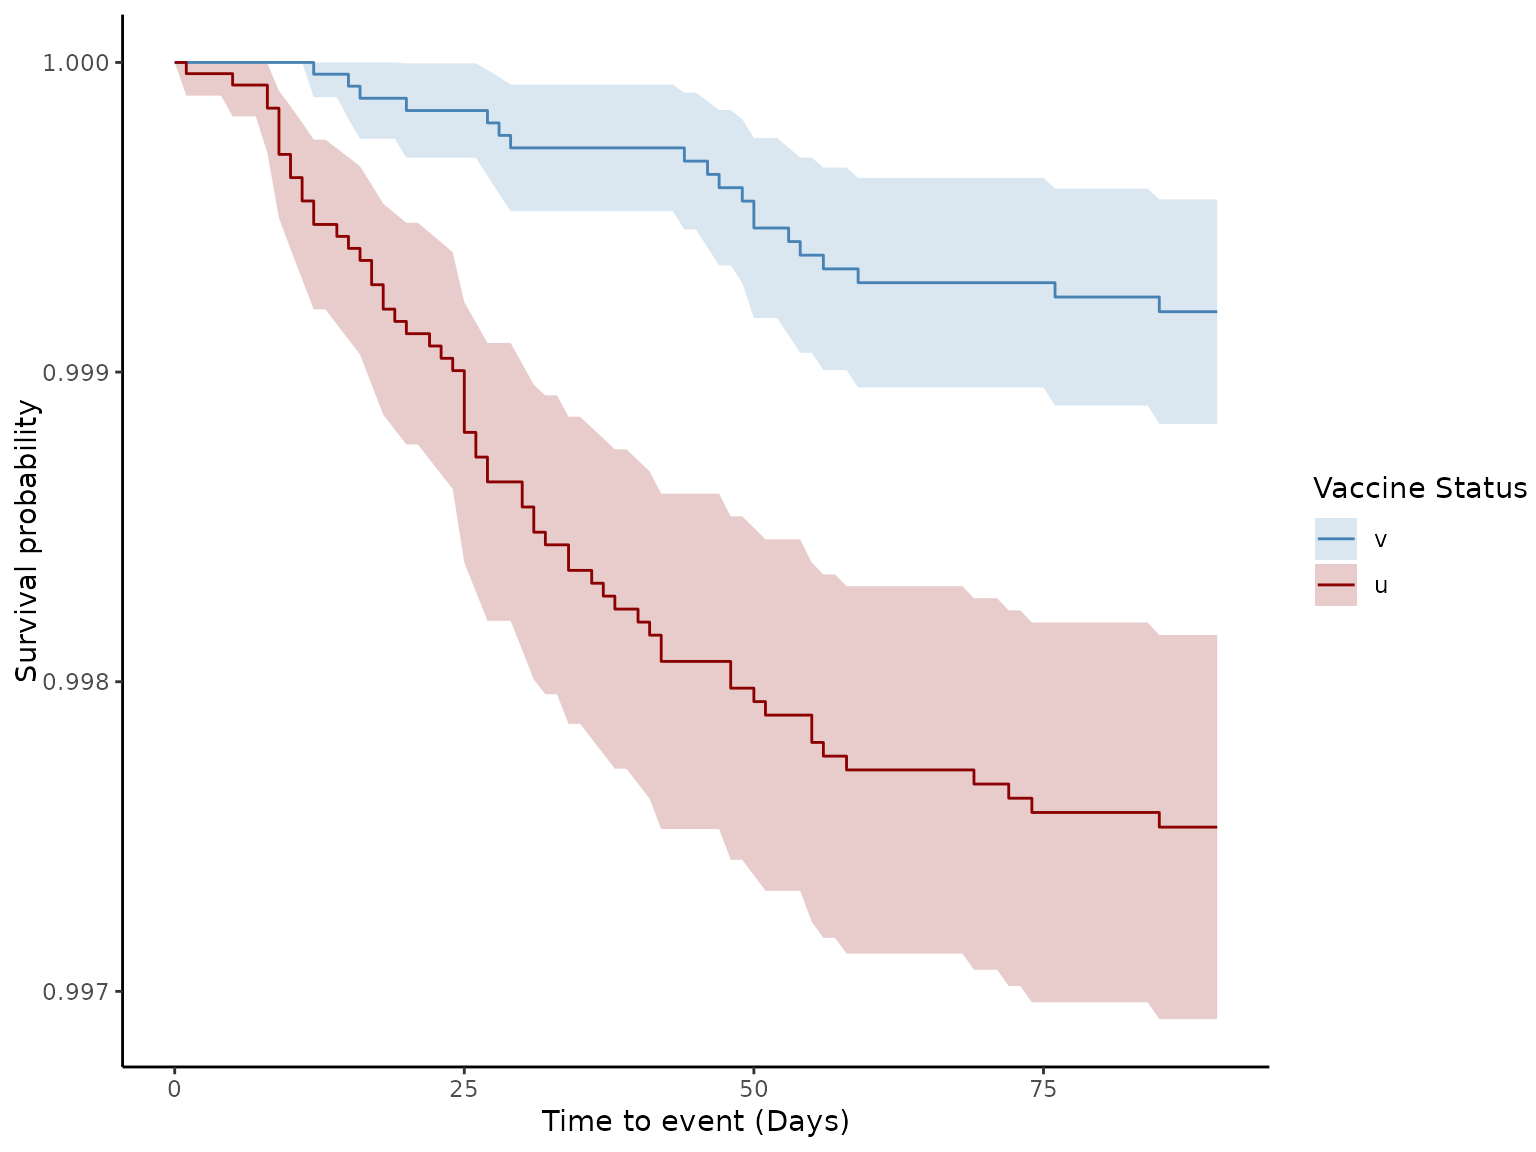 1.000
0.999
0.998
0.997
Survival probability
0
25
50
75
Time to event (Days)
Vaccine Status
v
u